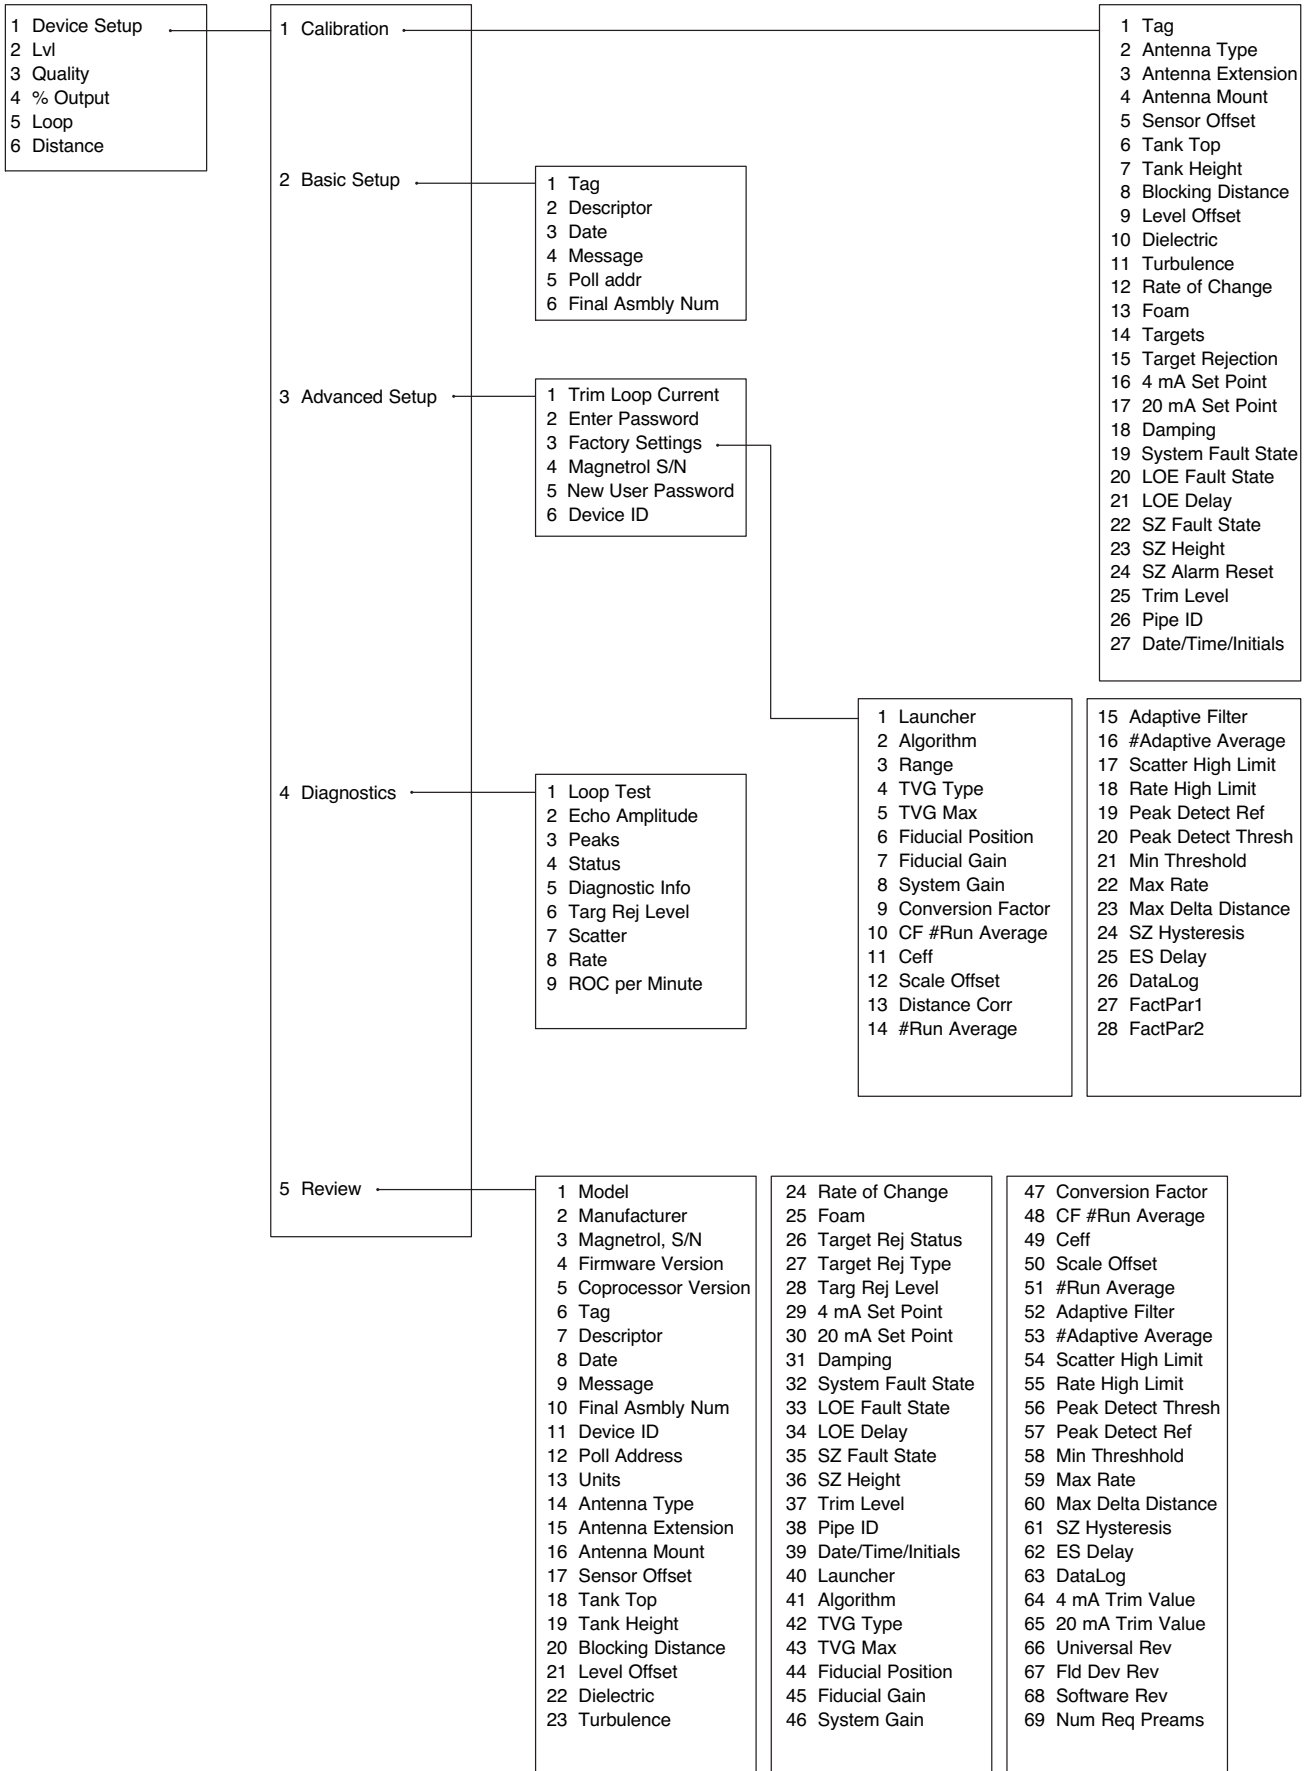 1 Device Setup
2 Lvl
3 Quality
4 % Output
5 Loop
6 Distance
1 Calibration
2 Basic Setup
3 Advanced Setup
4 Diagnostics
5 Review
1 Tag
2 Antenna Type
3 Antenna Extension
4 Antenna Mount
5 Sensor Offset
6 Tank Top
7 Tank Height
8 Blocking Distance
9 Level Offset
10 Dielectric
11 Turbulence
12 Rate of Change
13 Foam
14 Targets
15 Target Rejection
16 4 mA Set Point
17 20 mA Set Point
18 Damping
19 System Fault State
20 LOE Fault State
21 LOE Delay
22 SZ Fault State
23 SZ Height
24 SZ Alarm Reset
25 Trim Level
26 Pipe ID
27 Date/Time/Initials
1 Tag
2 Descriptor
3 Date
4 Message
5 Poll addr
6 Final Asmbly Num
1 Trim Loop Current
2 Enter Password
3 Factory Settings
4 Magnetrol S/N
5 New User Password
6 Device ID
1 Launcher
2 Algorithm
3 Range
4 TVG Type
5 TVG Max
6 Fiducial Position
7 Fiducial Gain
8 System Gain
9 Conversion Factor
10 CF #Run Average
11 Ceff
12 Scale Offset
13 Distance Corr
14 #Run Average
15 Adaptive Filter
16 #Adaptive Average
17 Scatter High Limit
18 Rate High Limit
19 Peak Detect Ref
20 Peak Detect Thresh
21 Min Threshold
22 Max Rate
23 Max Delta Distance
24 SZ Hysteresis
25 ES Delay
26 DataLog
27 FactPar1
28 FactPar2
1 Loop Test
2 Echo Amplitude
3 Peaks
4 Status
5 Diagnostic Info
6 Targ Rej Level
7 Scatter
8 Rate
9 ROC per Minute
1 Model
2 Manufacturer
3 Magnetrol, S/N
4 Firmware Version
5 Coprocessor Version
6 Tag
7 Descriptor
8 Date
9 Message
10 Final Asmbly Num
11 Device ID
12 Poll Address
13 Units
14 Antenna Type
15 Antenna Extension
16 Antenna Mount
17 Sensor Offset
18 Tank Top
19 Tank Height
20 Blocking Distance
21 Level Offset
22 Dielectric
23 Turbulence
24 Rate of Change
25 Foam
26 Target Rej Status
27 Target Rej Type
28 Targ Rej Level
29 4 mA Set Point
30 20 mA Set Point
31 Damping
32 System Fault State
33 LOE Fault State
34 LOE Delay
35 SZ Fault State
36 SZ Height
37 Trim Level
38 Pipe ID
39 Date/Time/Initials
40 Launcher
41 Algorithm
42 TVG Type
43 TVG Max
44 Fiducial Position
45 Fiducial Gain
46 System Gain
47 Conversion Factor
48 CF #Run Average
49 Ceff
50 Scale Offset
51 #Run Average
52 Adaptive Filter
53 #Adaptive Average
54 Scatter High Limit
55 Rate High Limit
56 Peak Detect Thresh
57 Peak Detect Ref
58 Min Threshhold
59 Max Rate
60 Max Delta Distance
61 SZ Hysteresis
62 ES Delay
63 DataLog
64 4 mA Trim Value
65 20 mA Trim Value
66 Universal Rev
67 Fld Dev Rev
68 Software Rev
69 Num Req Preams